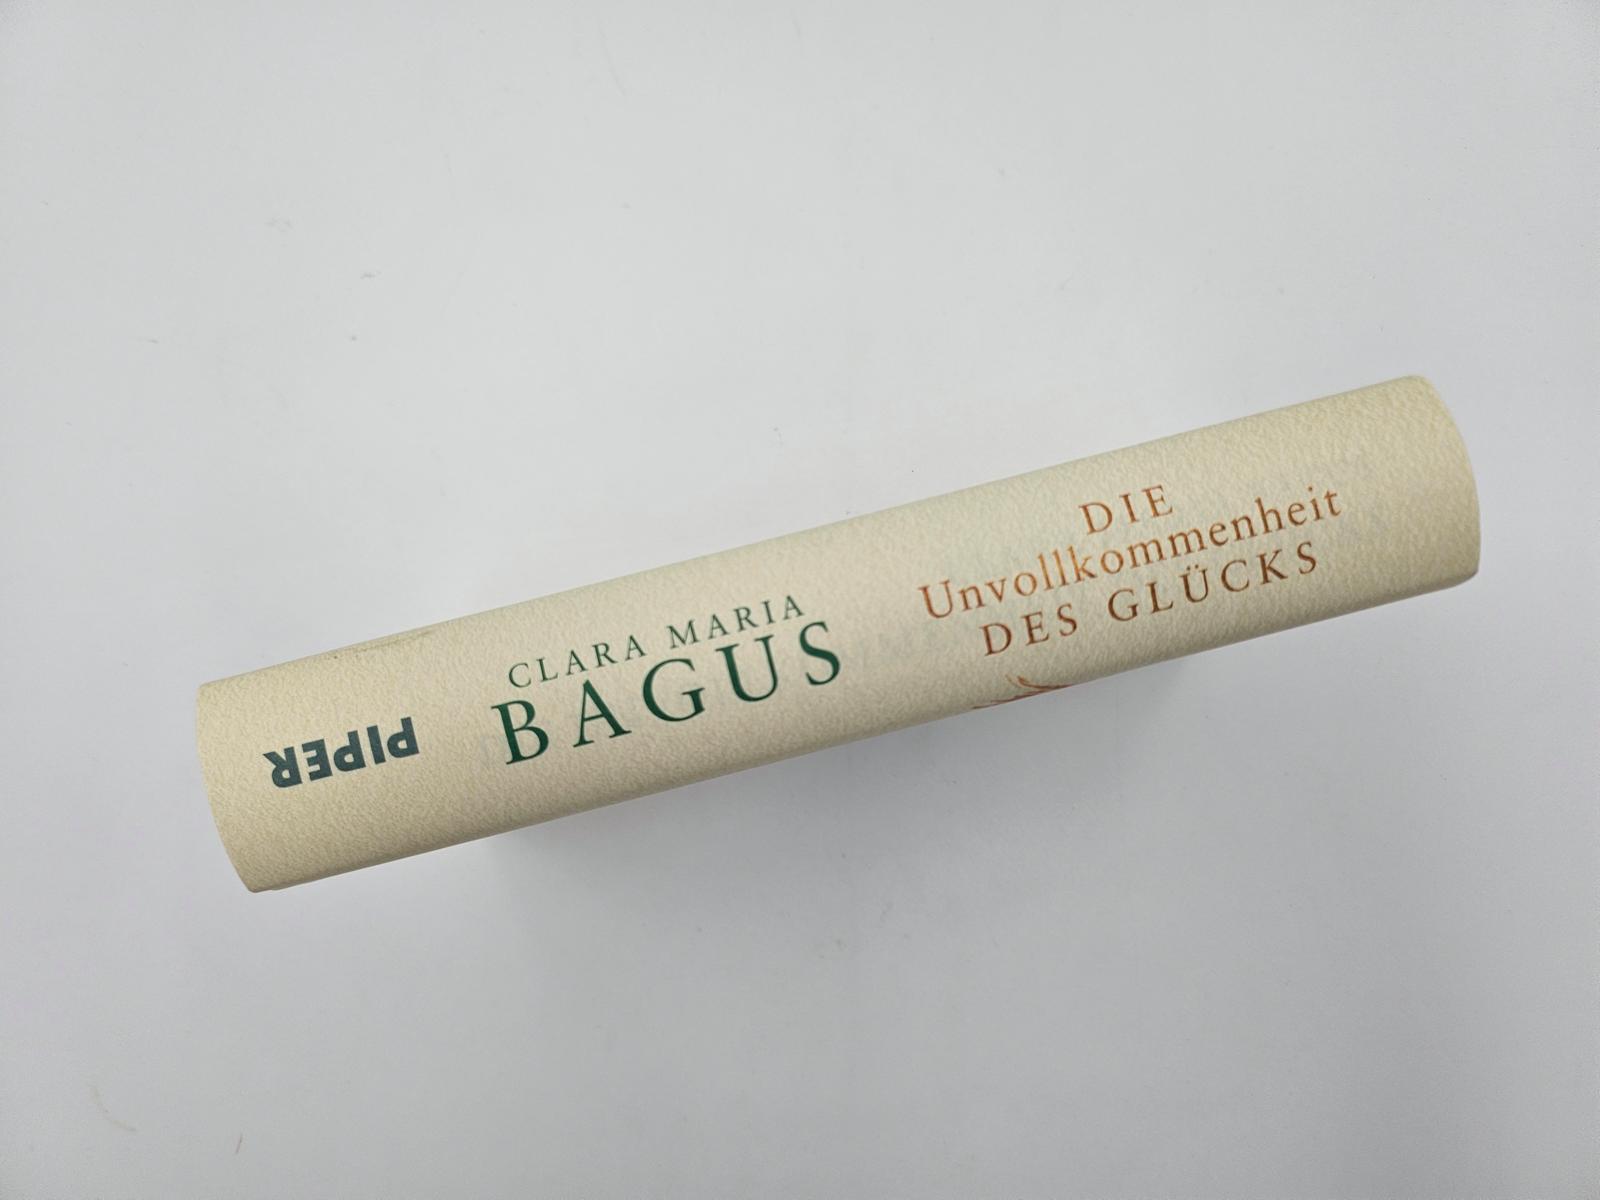 CLARA MARIA
BAGUS
DIE
Unvollkommenheit
DES GLÜCKS
PIPER